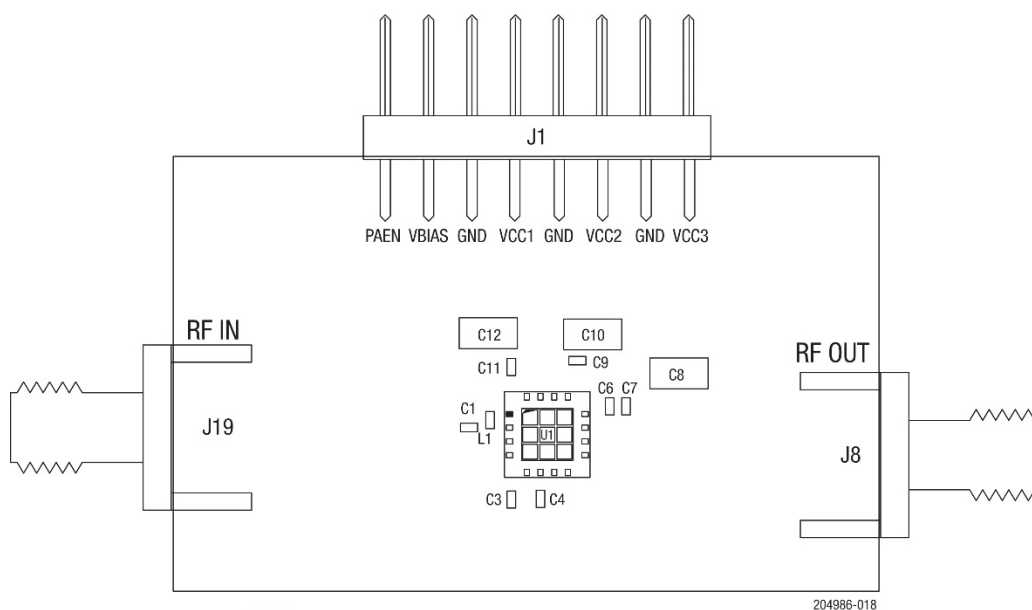 J1
PAEN VBIAS GND VCC1 GND VCC2 GND VCC3
RF IN
C12
C10
RF OUT
C11
C9
C8
C6 C7
C1
J19
L1
U1
J8
C3
C4
204986-018